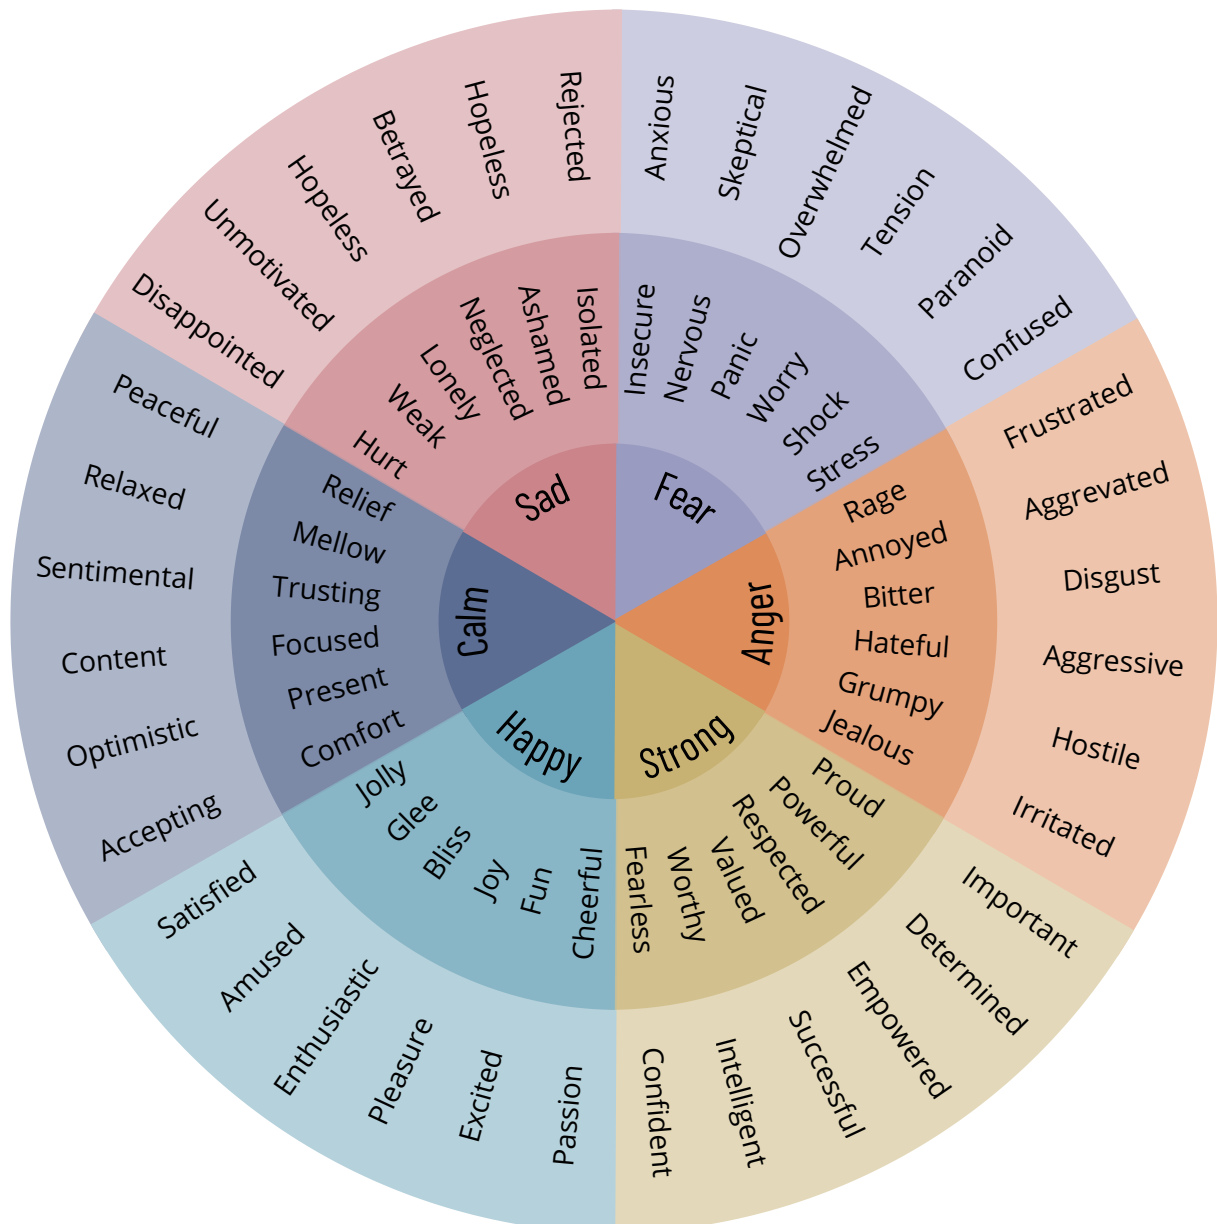 Fear
Insecure
Nervous
Panic
Worry
Shock
Stress
Anxious
Skeptical
Overwhelmed
Tension
Paranoid
Confused
Anger
Rage
Annoyed
Bitter
Hateful
Grumpy
Jealous
Frustrated
Aggrevated
Disgust
Aggressive
Hostile
Irritated
Strong
Proud
Powerful
Respected
Valued
Worthy
Fearless
Important
Determined
Empowered
Successful
Intelligent
Confident
Happy
Cheerful
Fun
Joy
Bliss
Glee
Jolly
Passion
Excited
Pleasure
Enthusiastic
Amused
Satisfied
Calm
Comfort
Present
Focused
Trusting
Mellow
Relief
Accepting
Optimistic
Content
Sentimental
Relaxed
Peaceful
Sad
Hurt
Weak
Lonely
Neglected
Ashamed
Isolated
Disappointed
Unmotivated
Hopeless
Betrayed
Hopeless
Rejected